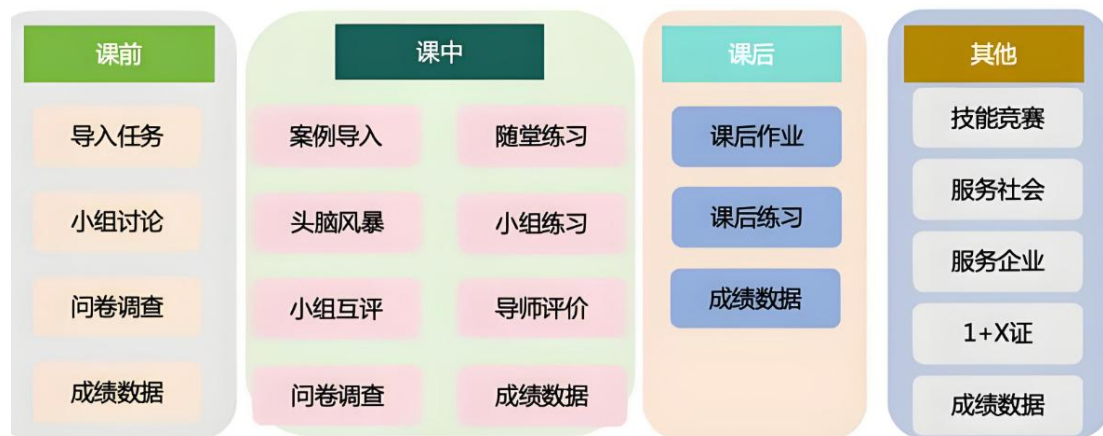 课前
导入任务
小组讨论
问卷调查
成绩数据
课中
案例导入
随堂练习
头脑风暴
小组练习
小组互评
导师评价
问卷调查
成绩数据
课后
课后作业
课后练习
成绩数据
其他
技能竞赛
服务社会
服务企业
1+X证
成绩数据